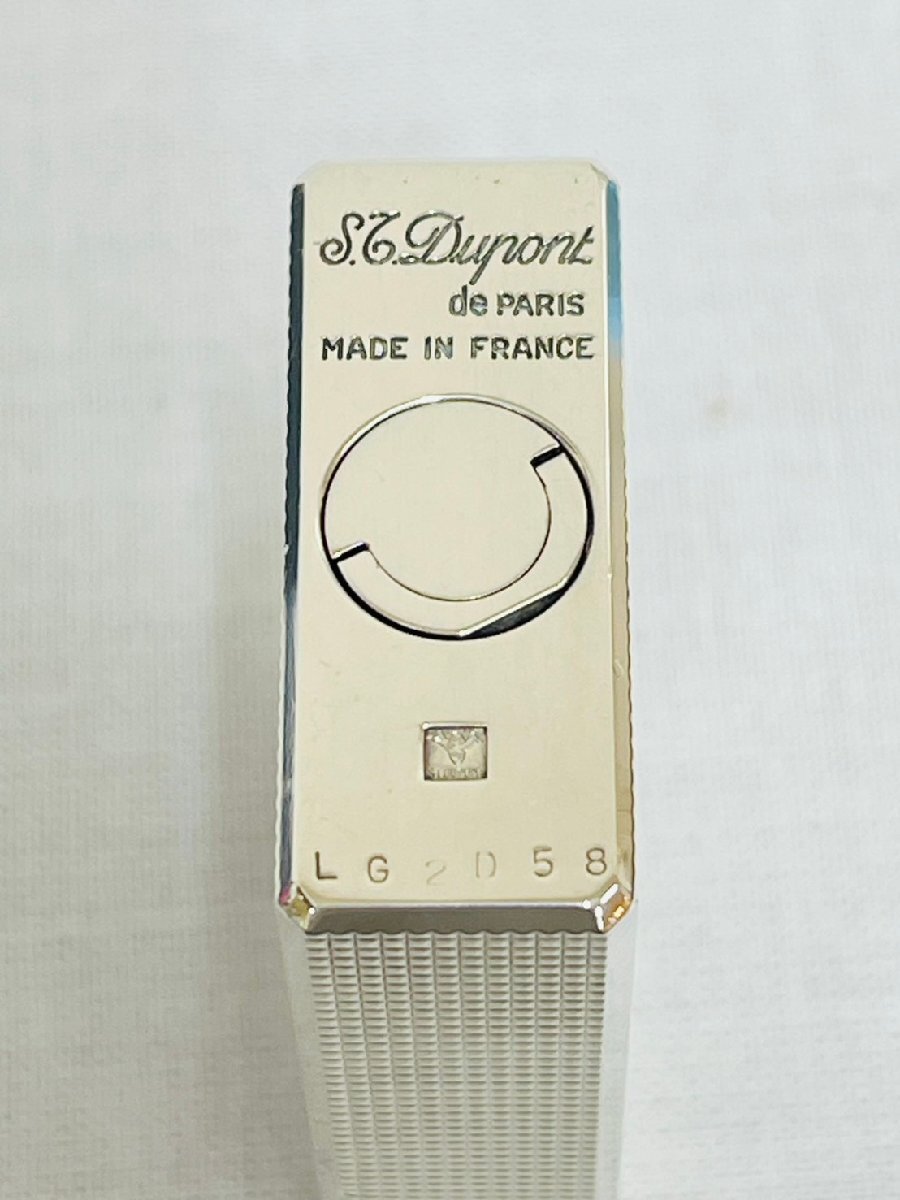 S.T.Dupont
de PARIS
MADE IN FRANCE
LG2D58